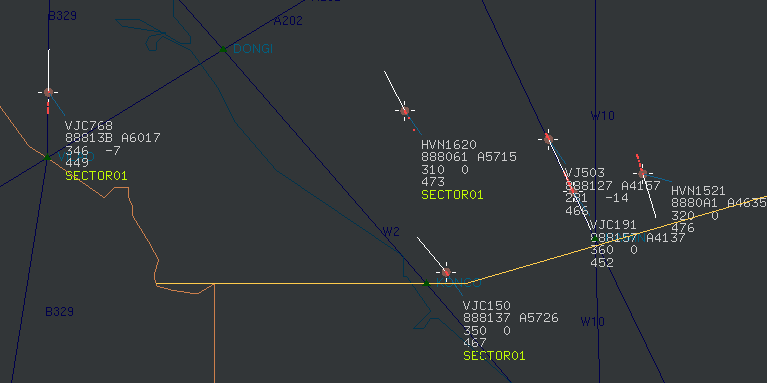 B329
A202
DONGI
W10
VJC768
88813B A6017
346 -7
449
SECTOR01
HVN1620
888061 A5715
310 0
473
SECTOR01
VJ503
888127 A4157
281 -14
466
HVN1521
8880A1 A4635
320 0
476
VJC191
888157 A4137
360 0
452
W2
VJC150
888137 A5726
350 0
467
SECTOR01
B329
W10